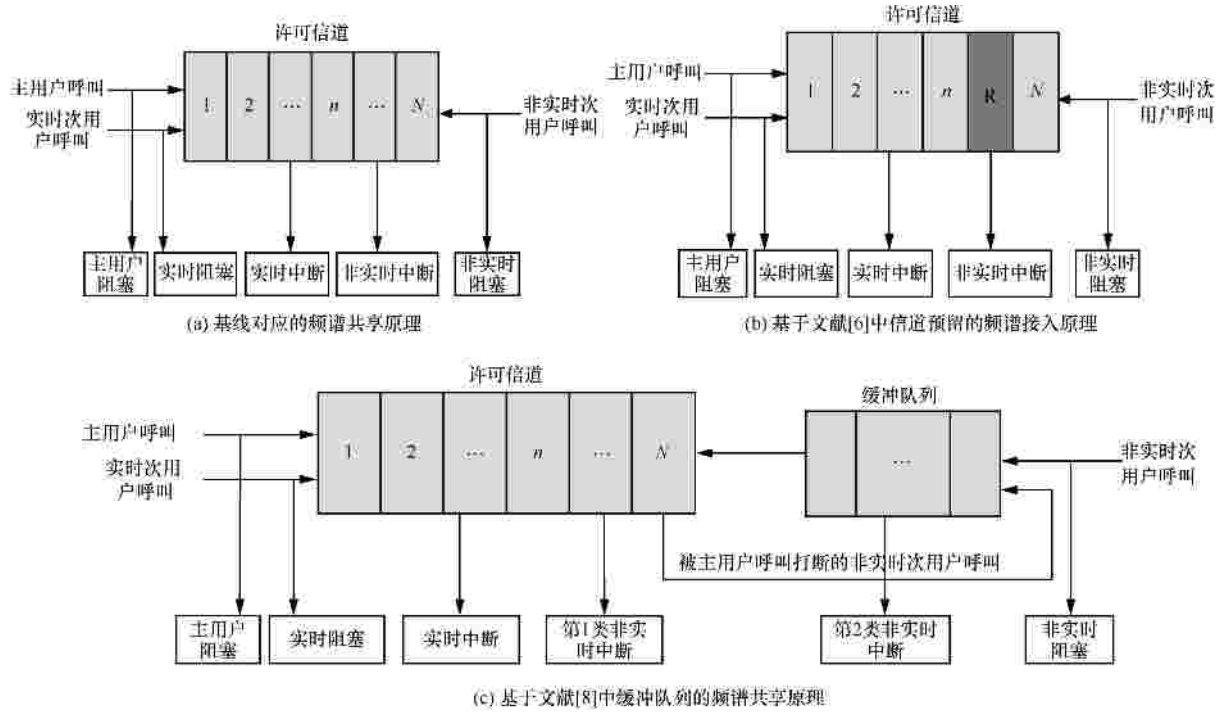 许可信道
主用户呼叫
实时次用
户呼叫
1
2
…
n
…
N
非实时次
用户呼叫
主用户
阻塞
实时阻塞
实时中断
非实时中断
非实时
阻塞
(a) 基线对应的频谱共享原理
许可信道
主用户呼叫
实时次用
户呼叫
1
2
…
n
R
N
非实时次
用户呼叫
主用户
阻塞
实时阻塞
实时中断
非实时中断
非实时
阻塞
(b) 基于文献[6]中信道预留的频谱接入原理
许可信道
主用户呼叫
实时次用
户呼叫
1
2
…
n
…
N
缓冲队列
…
非实时次
用户呼叫
被主用户呼叫打断的非实时次用户呼叫
主用户
阻塞
实时阻塞
实时中断
第1类非实
时中断
第2类非实时
中断
非实时
阻塞
(c) 基于文献[8]中缓冲队列的频谱共享原理